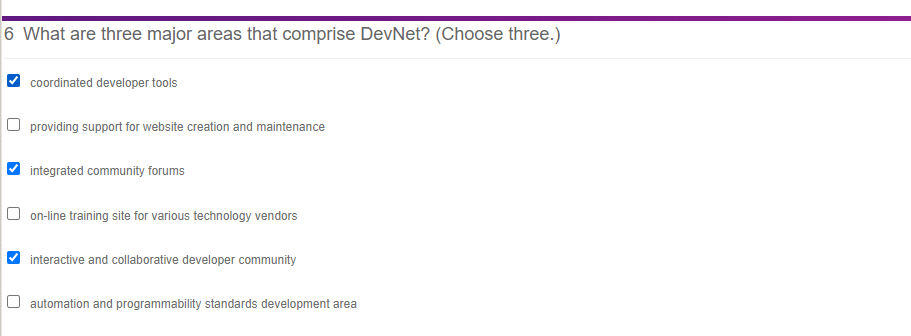 6 What are three major areas that comprise DevNet? (Choose three.)
coordinated developer tools
providing support for website creation and maintenance
integrated community forums
on-line training site for various technology vendors
interactive and collaborative developer community
automation and programmability standards development area